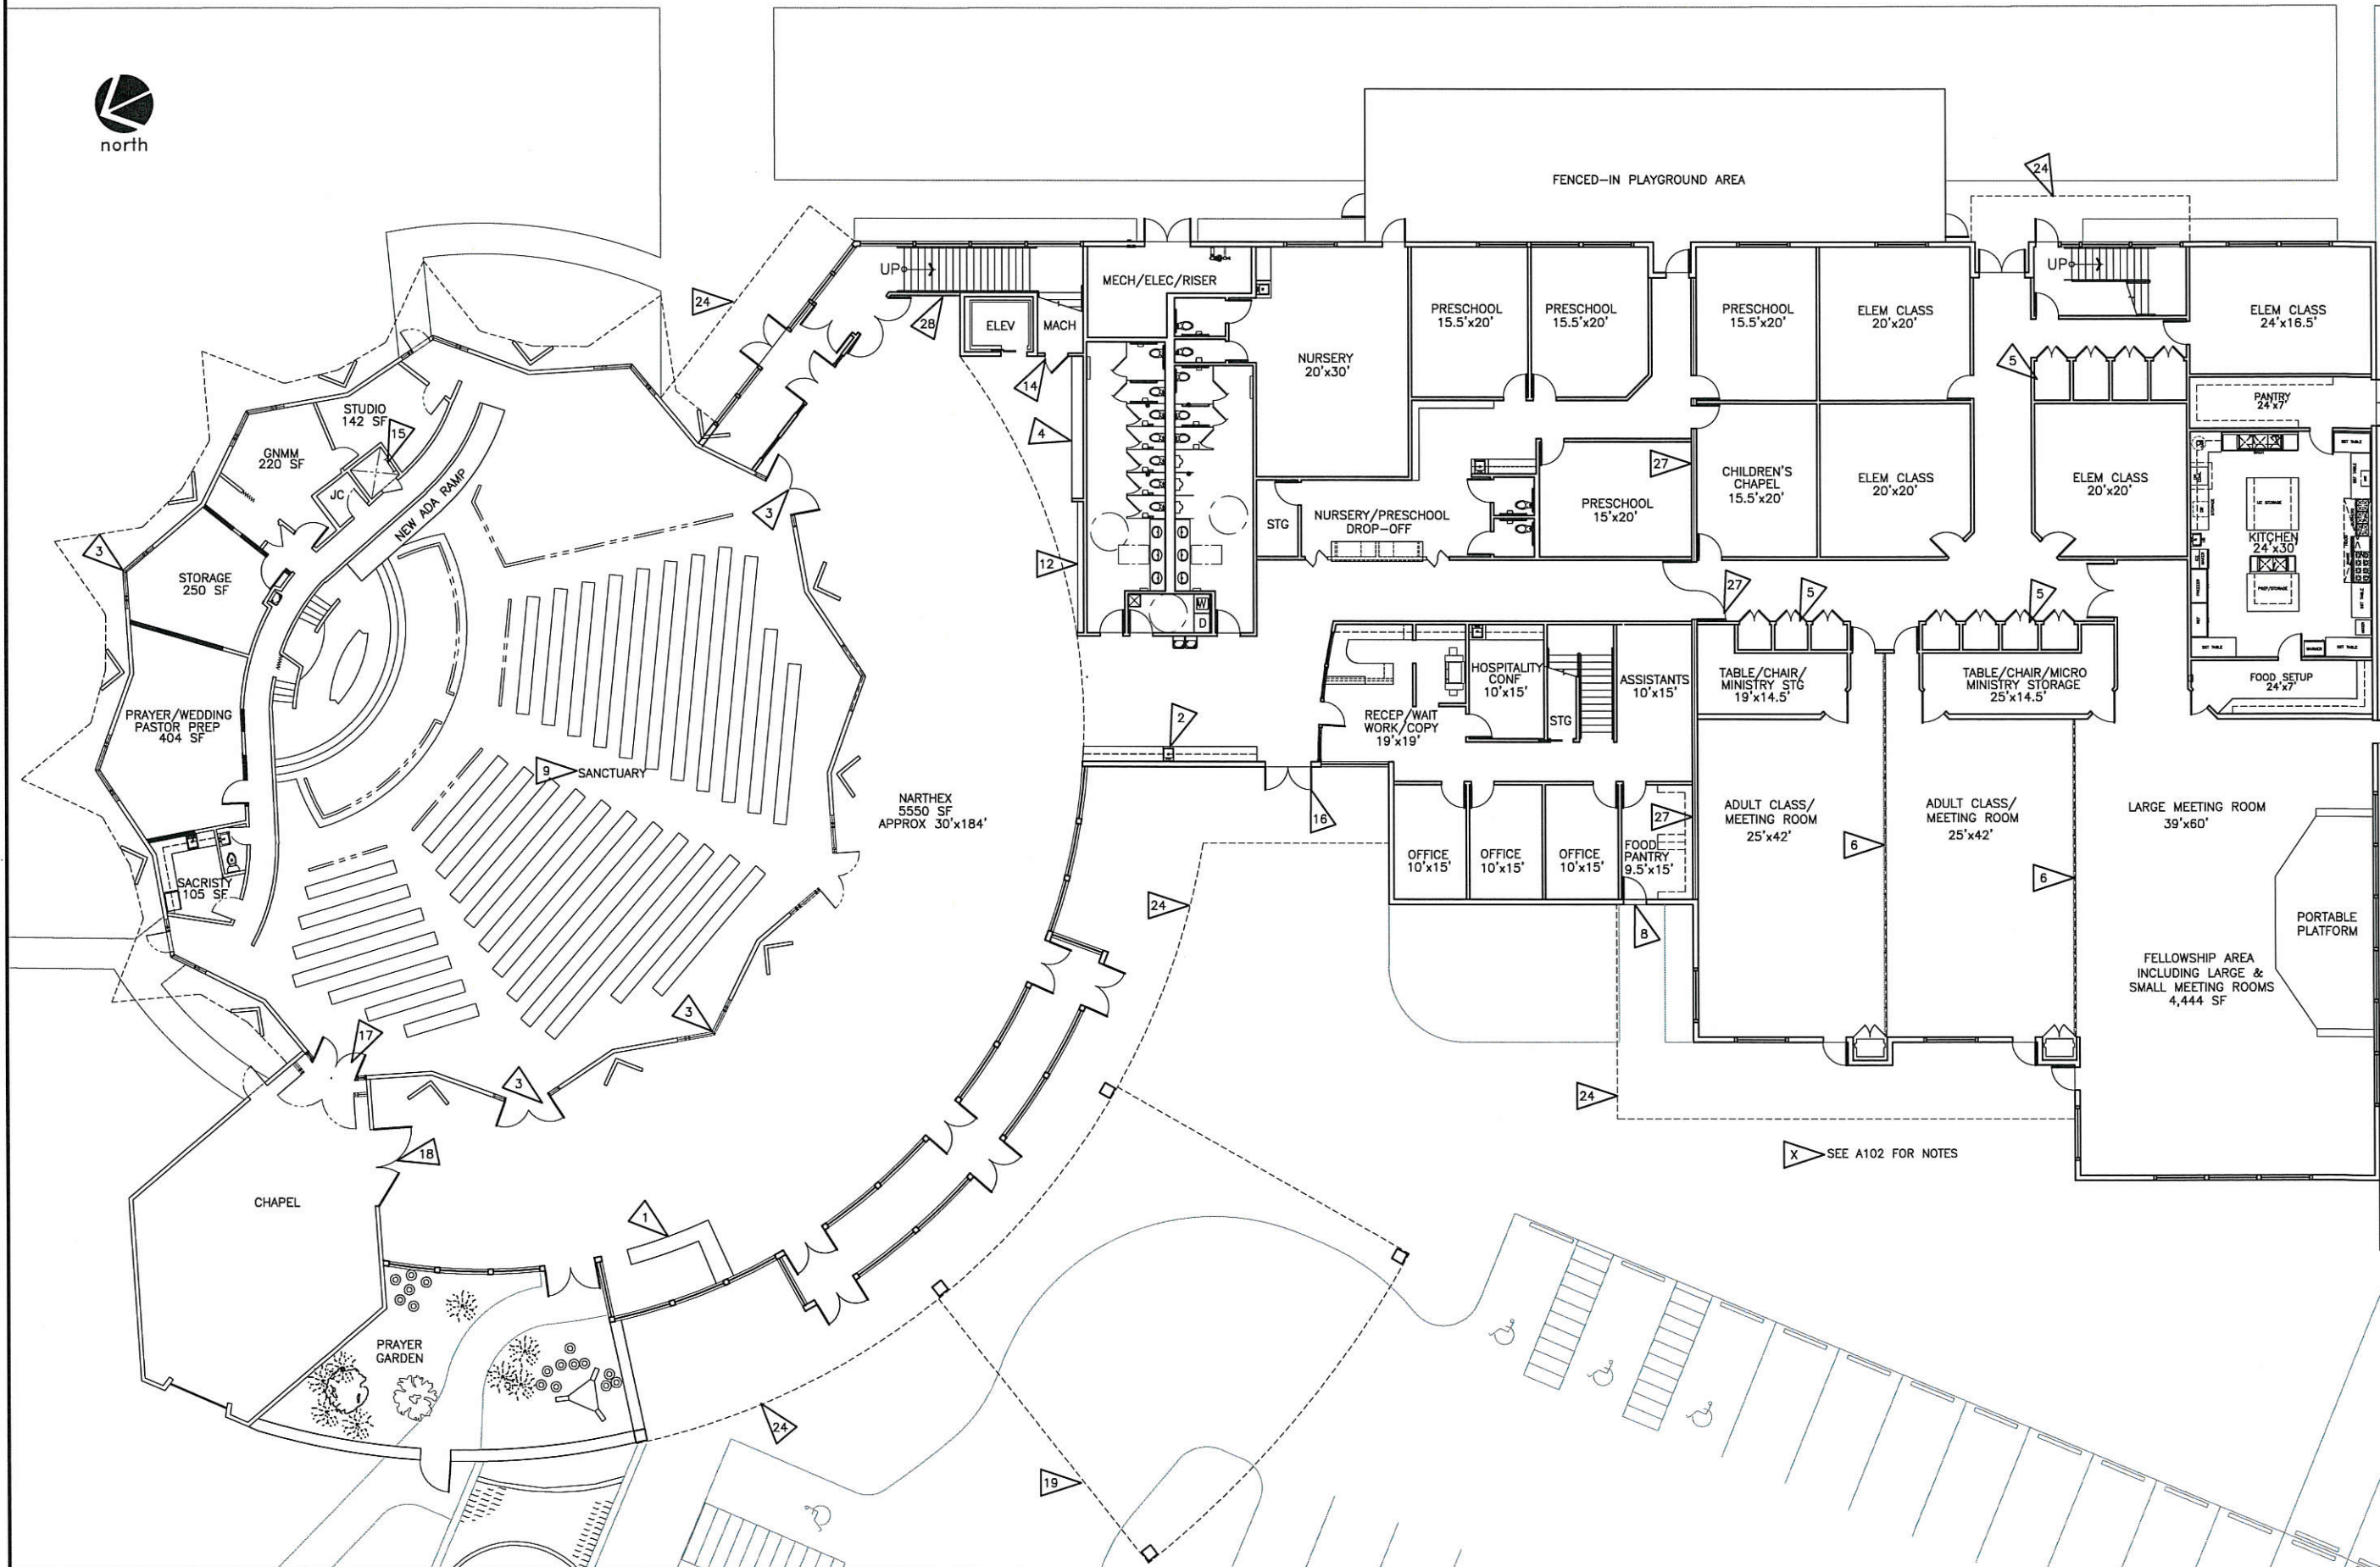 north
FENCED-IN PLAYGROUND AREA
24
UP
MECH/ELEC/RISER
24
28
ELEV
MACH
14
4
12
NURSERY
20'x30'
PRESCHOOL
15.5'x20'
PRESCHOOL
15.5'x20'
PRESCHOOL
15.5'x20'
ELEM CLASS
20'x20'
UP
5
ELEM CLASS
24'x16.5'
PANTRY
24'x7'
STUDIO
142 SF
15
GNMM
220 SF
JC
NEW ADA RAMP
3
3
STORAGE
250 SF
STG
NURSERY/PRESCHOOL
DROP-OFF
PRESCHOOL
15'x20'
27
CHILDREN'S
CHAPEL
15.5'x20'
ELEM CLASS
20'x20'
ELEM CLASS
20'x20'
KITCHEN
24'x30'
UC STORAGE
PREP/STORAGE
FREEZER
WARMER
W
D
27
5
5
PRAYER/WEDDING
PASTOR PREP
404 SF
9
SANCTUARY
2
RECEP/WAIT
WORK/COPY
19'x19'
HOSPITALITY
CONF
10'x15'
STG
ASSISTANTS
10'x15'
TABLE/CHAIR/
MINISTRY STG
19'x14.5'
TABLE/CHAIR/MICRO
MINISTRY STORAGE
25'x14.5'
FOOD SETUP
24'x7'
NARTHEX
5550 SF
APPROX 30'x184'
16
OFFICE
10'x15'
OFFICE
10'x15'
OFFICE
10'x15'
FOOD
PANTRY
9.5'x15'
27
8
ADULT CLASS/
MEETING ROOM
25'x42'
6
ADULT CLASS/
MEETING ROOM
25'x42'
6
LARGE MEETING ROOM
39'x60'
PORTABLE
PLATFORM
FELLOWSHIP AREA
INCLUDING LARGE &
SMALL MEETING ROOMS
4,444 SF
SACRISTY
105 SF
24
17
3
3
18
24
X SEE A102 FOR NOTES
CHAPEL
1
PRAYER
GARDEN
24
19